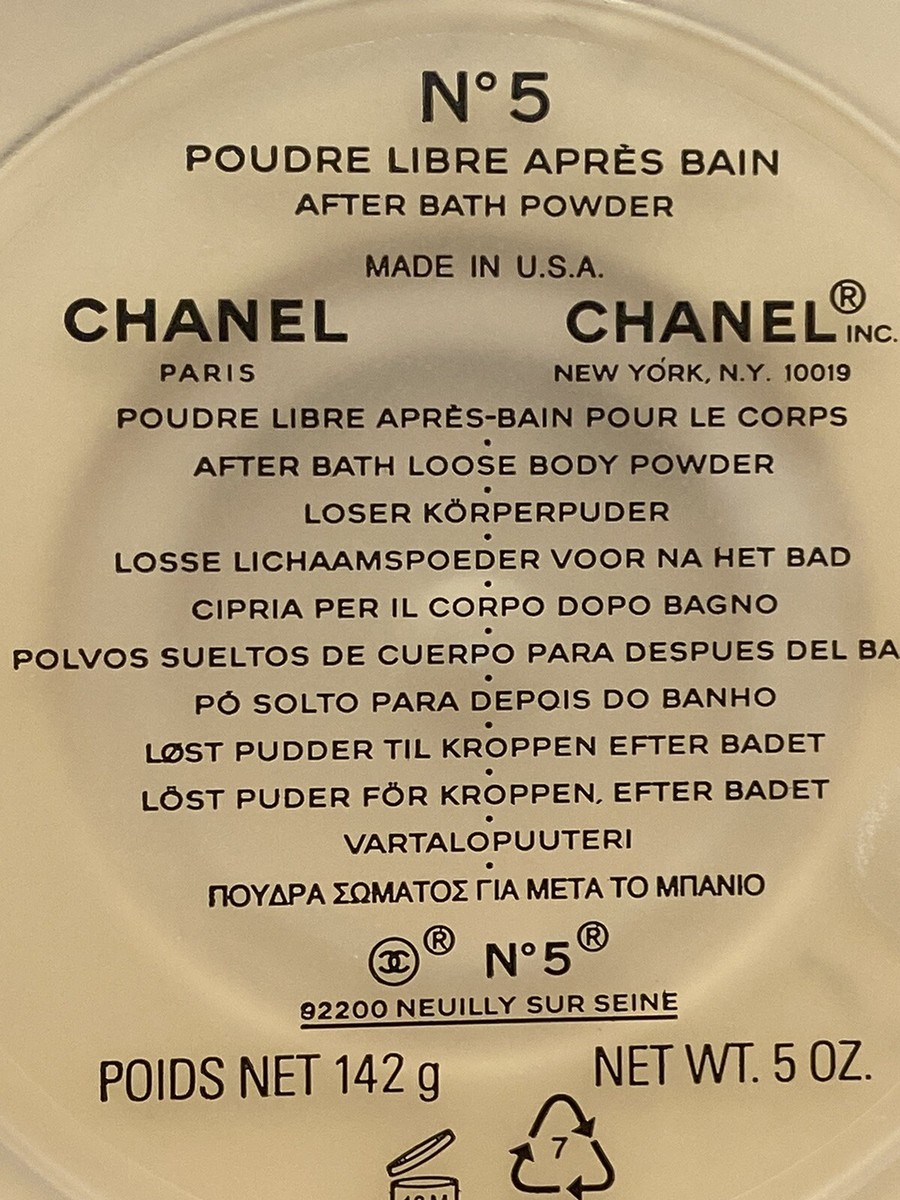 N°5
POUDRE LIBRE APRÈS BAIN
AFTER BATH POWDER
MADE IN U.S.A.
CHANEL CHANEL® INC.
PARIS NEW YORK, N.Y. 10019
POUDRE LIBRE APRÈS-BAIN POUR LE CORPS
AFTER BATH LOOSE BODY POWDER
LOSER KÖRPERPUDER
LOSSE LICHAAMSPOEDER VOOR NA HET BAD
CIPRIA PER IL CORPO DOPO BAGNO
POLVOS SUELTOS DE CUERPO PARA DESPUES DEL BA
PÓ SOLTO PARA DEPOIS DO BANHO
LØST PUDDER TIL KROPPEN EFTER BADET
LÖST PUDER FÖR KROPPEN, EFTER BADET
VARTALOPUUTERI
ΠΟΥΔΡΑ ΣΩΜΑΤΟΣ ΓΙΑ ΜΕΤΑ ΤΟ ΜΠΑΝΙΟ
® N°5®
92200 NEUILLY SUR SEINE
POIDS NET 142 g NET WT. 5 OZ.
7